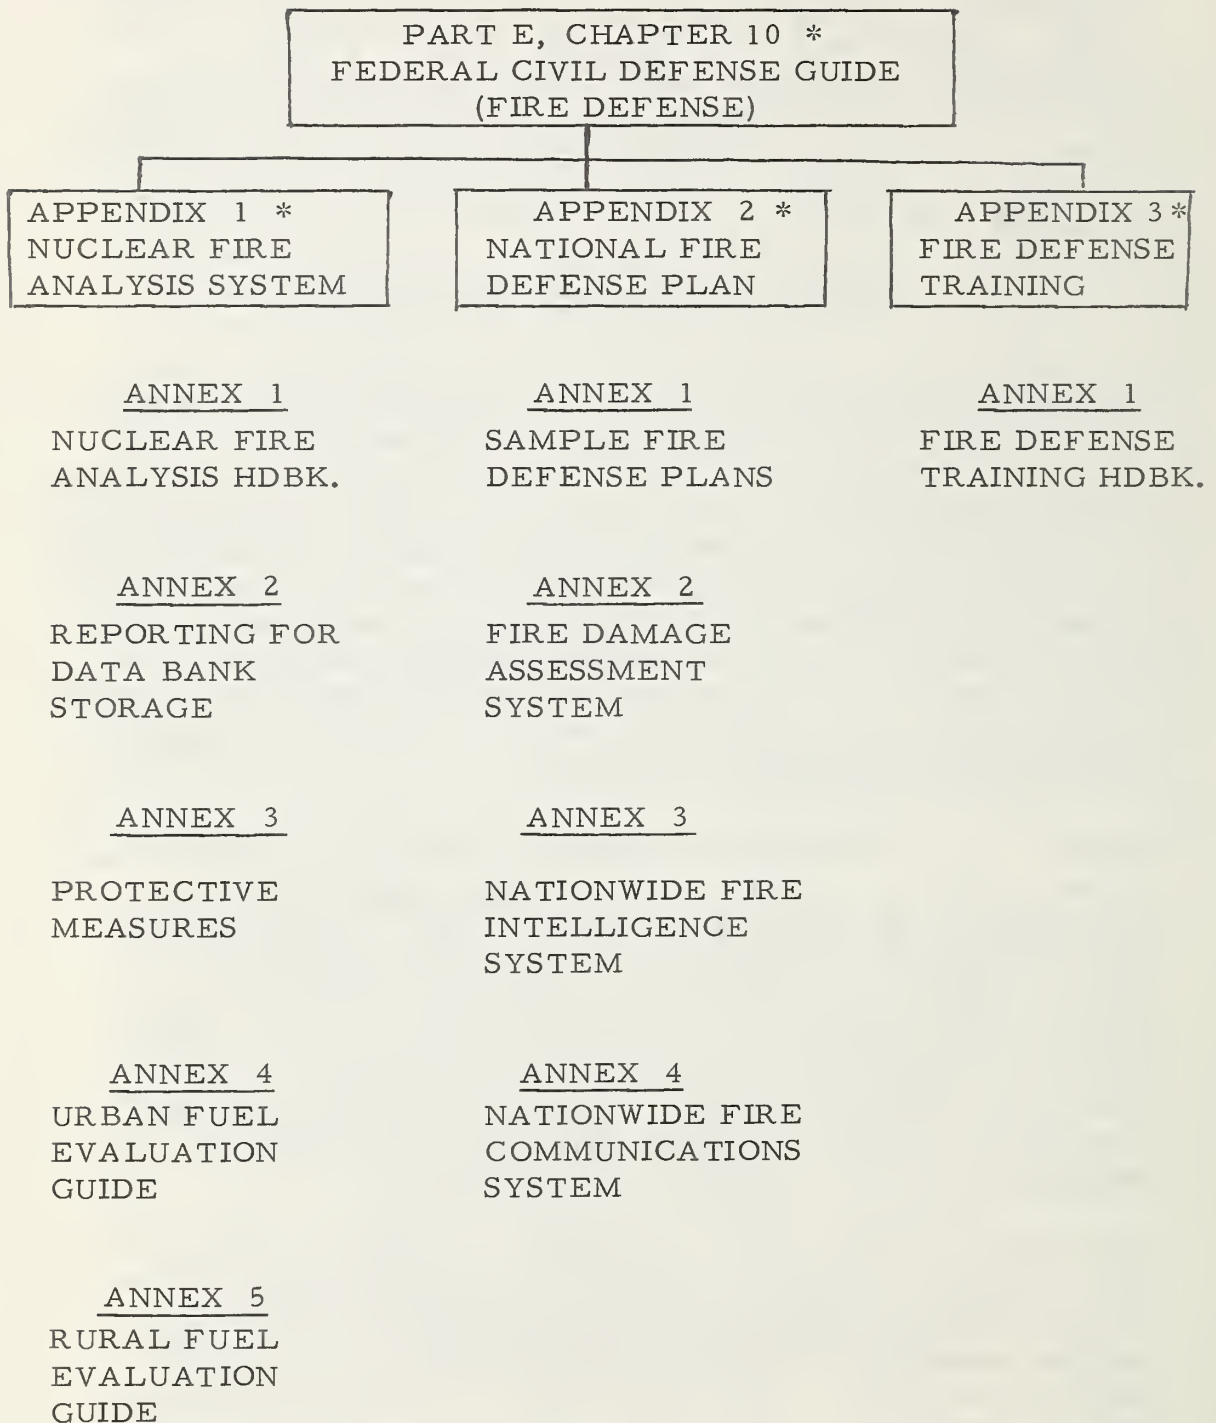 PART E, CHAPTER 10 *
FEDERAL CIVIL DEFENSE GUIDE
(FIRE DEFENSE)
APPENDIX 1 *
NUCLEAR FIRE
ANALYSIS SYSTEM
APPENDIX 2 *
NATIONAL FIRE
DEFENSE PLAN
APPENDIX 3 *
FIRE DEFENSE
TRAINING
ANNEX 1
NUCLEAR FIRE
ANALYSIS HDBK.
ANNEX 1
SAMPLE FIRE
DEFENSE PLANS
ANNEX 1
FIRE DEFENSE
TRAINING HDBK.
ANNEX 2
REPORTING FOR
DATA BANK
STORAGE
ANNEX 2
FIRE DAMAGE
ASSESSMENT
SYSTEM
ANNEX 3
PROTECTIVE
MEASURES
ANNEX 3
NATIONWIDE FIRE
INTELLIGENCE
SYSTEM
ANNEX 4
URBAN FUEL
EVALUATION
GUIDE
ANNEX 4
NATIONWIDE FIRE
COMMUNICATIONS
SYSTEM
ANNEX 5
RURAL FUEL
EVALUATION
GUIDE